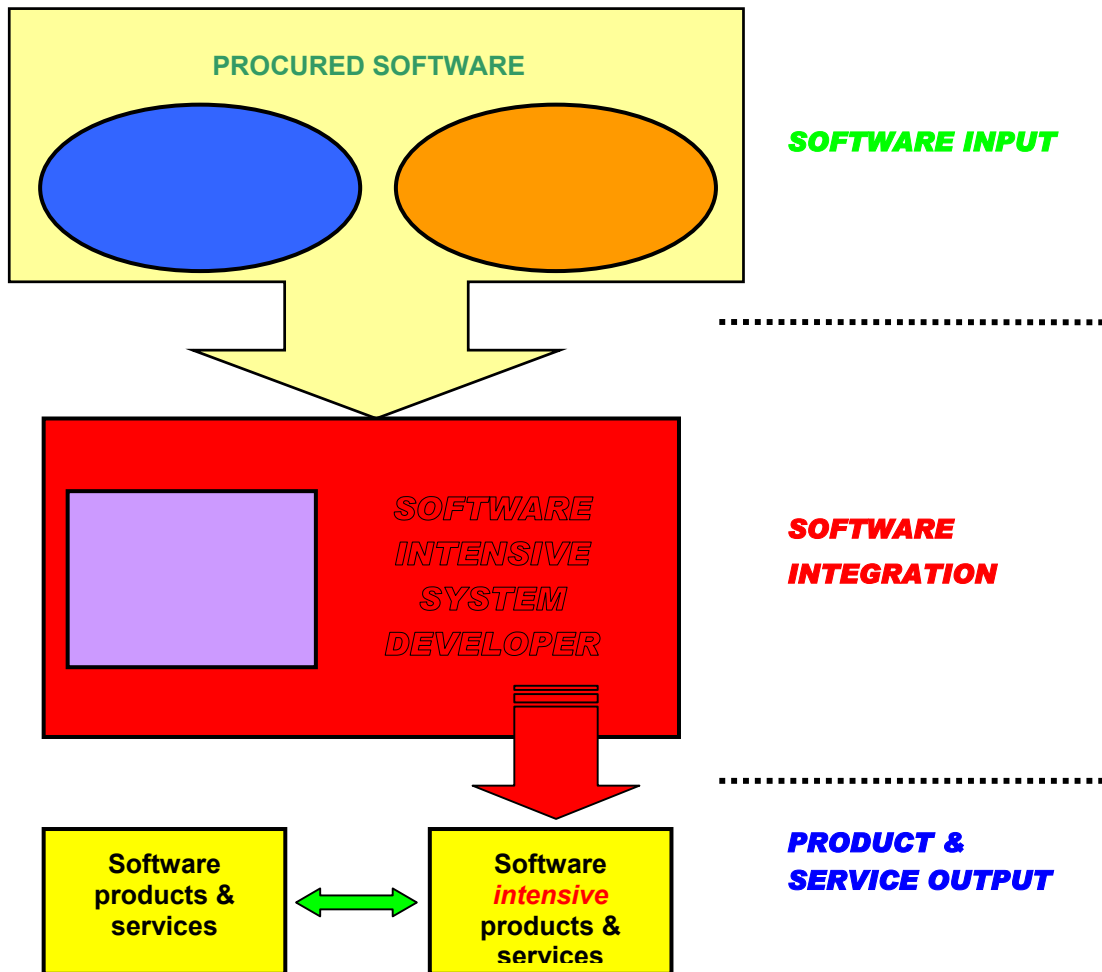 PROCURED SOFTWARE
SOFTWARE INPUT
SOFTWARE
INTENSIVE
SYSTEM
DEVELOPER
SOFTWARE
INTEGRATION
Software
products &
services
Software
intensive
products &
services
PRODUCT &
SERVICE OUTPUT